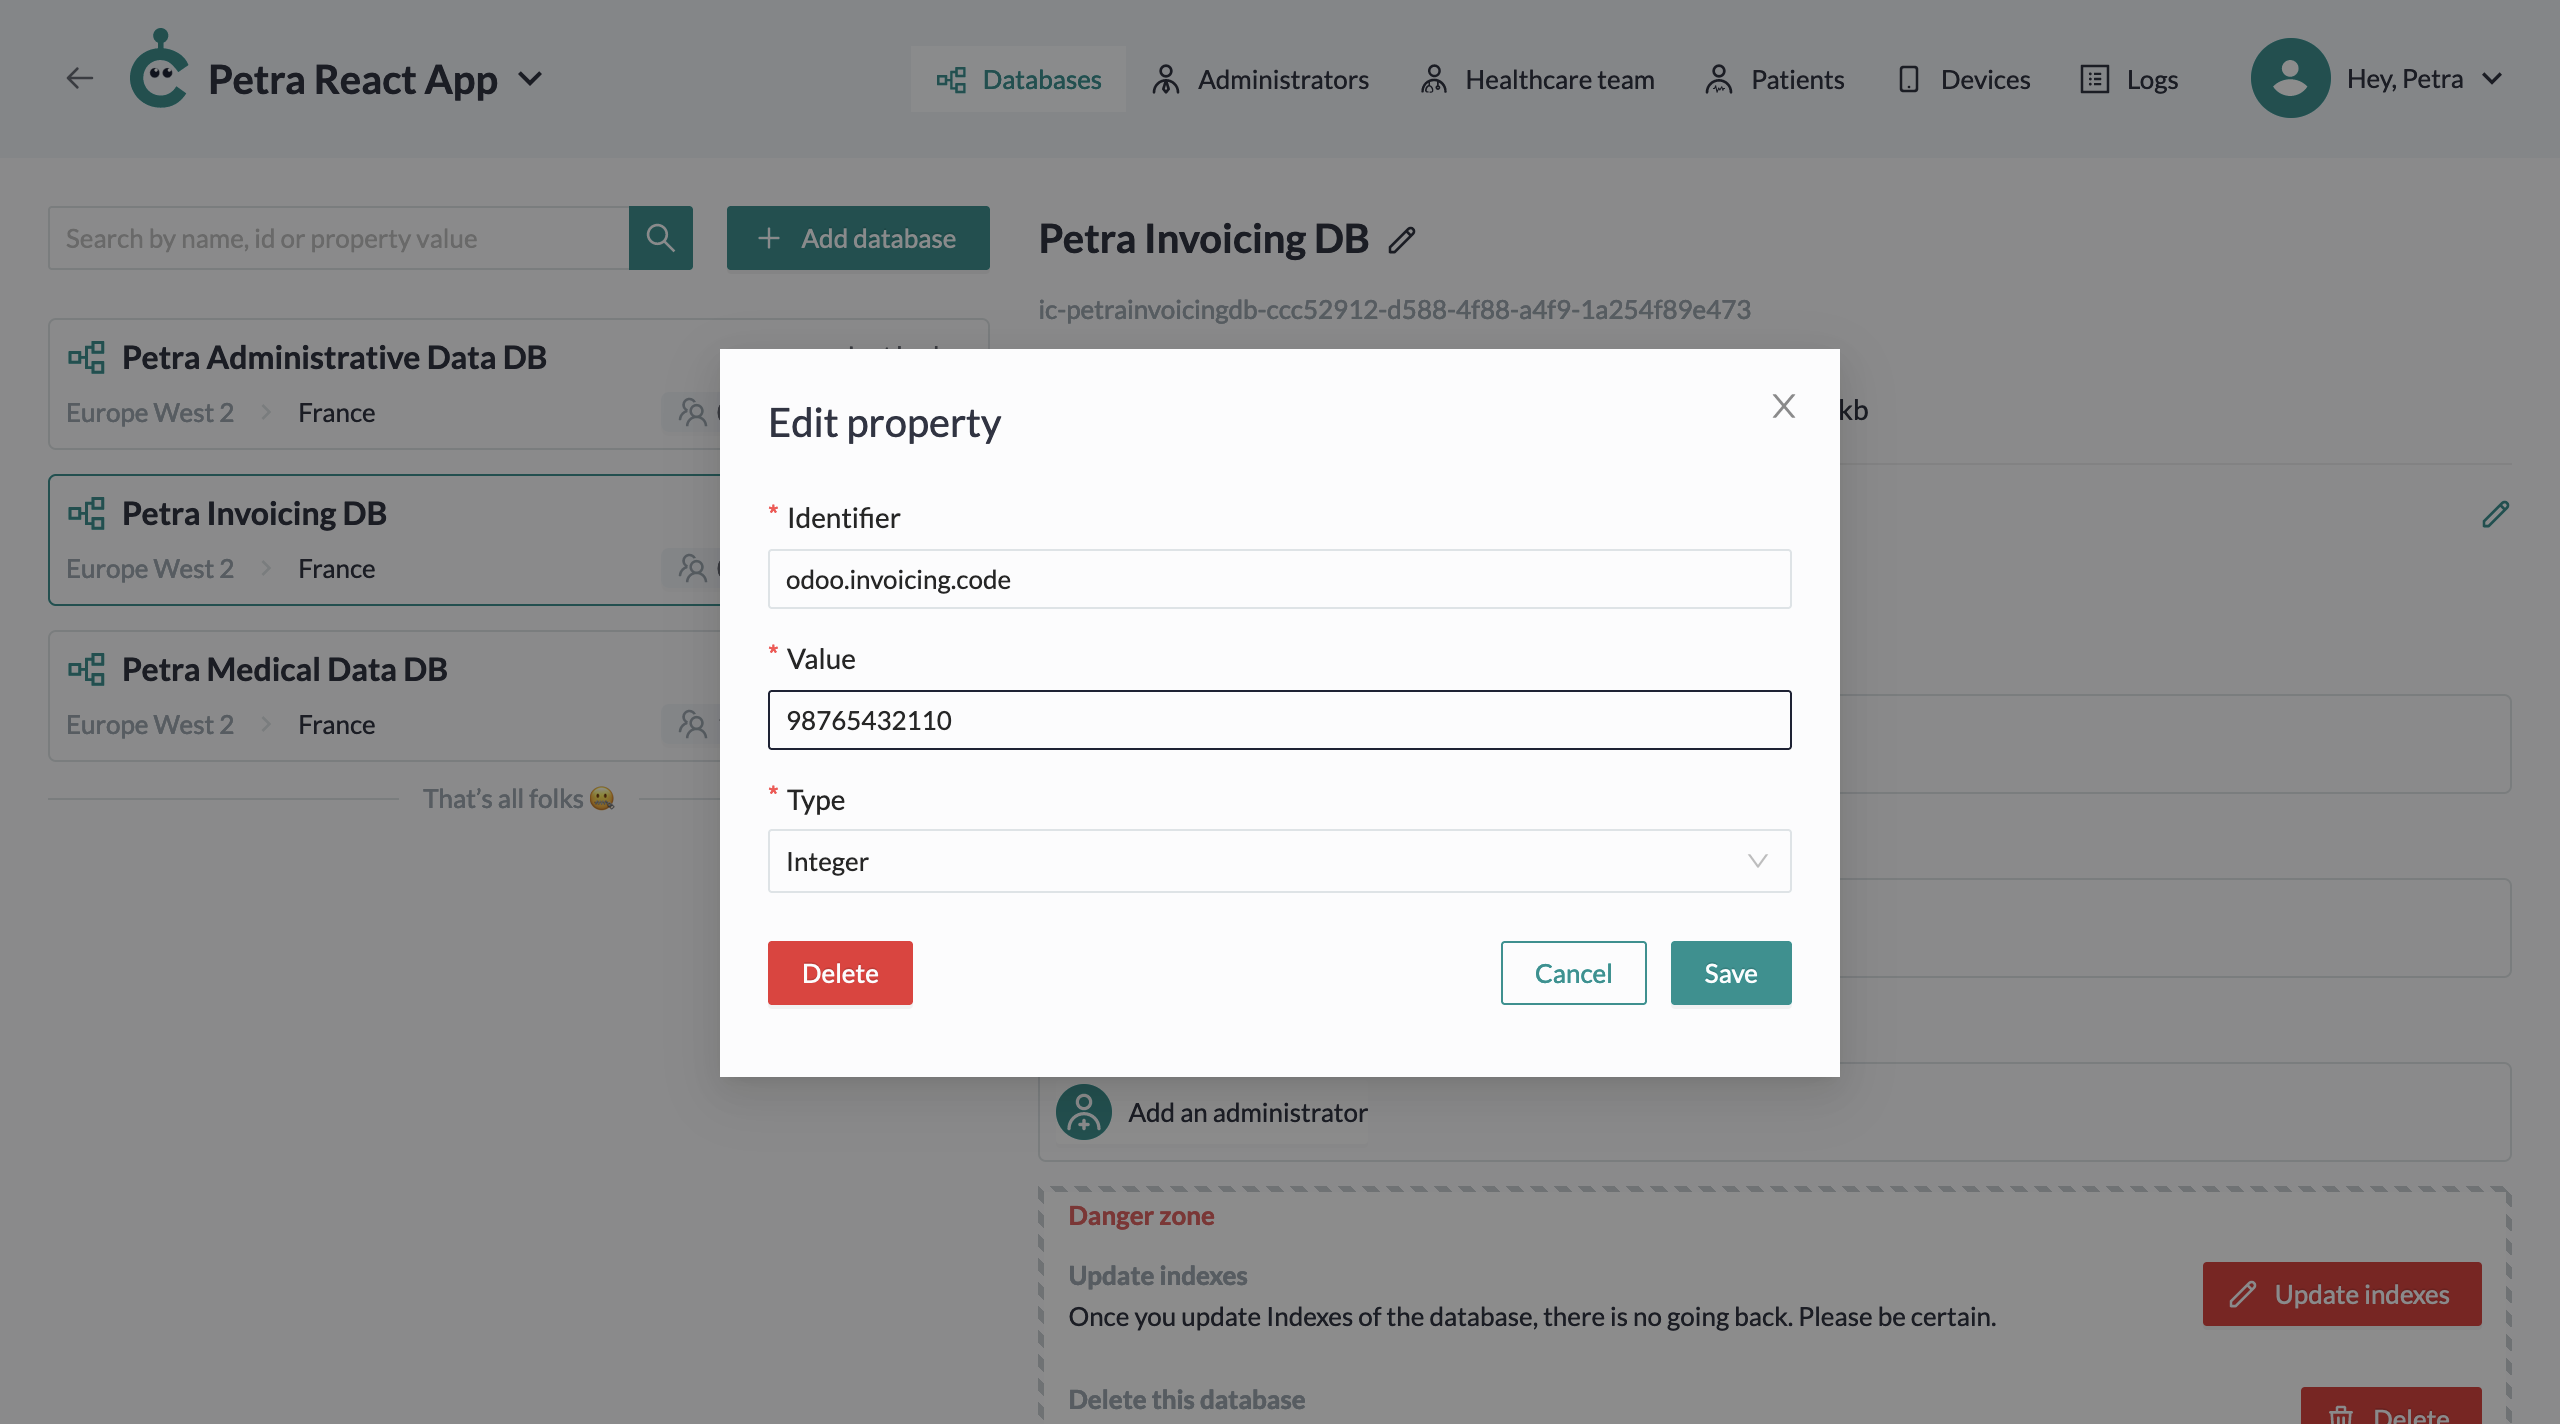 Petra React App
Databases
Administrators
Healthcare team
Patients
Devices
Logs
Hey, Petra
Search by name, id or property value
Add database
Petra Administrative Data DB
Europe West 2
France
Petra Invoicing DB
Europe West 2
France
Petra Medical Data DB
Europe West 2
France
That's all folks 🤐
Petra Invoicing DB
ic-petrainvoicingdb-ccc52912-d588-4f88-a4f9-1a254f89e473
kb
Edit property
* Identifier
odoo.invoicing.code
* Value
98765432110
* Type
Integer
Delete
Cancel
Save
Add an administrator
Danger zone
Update indexes
Once you update Indexes of the database, there is no going back. Please be certain.
Update indexes
Delete this database
Delete